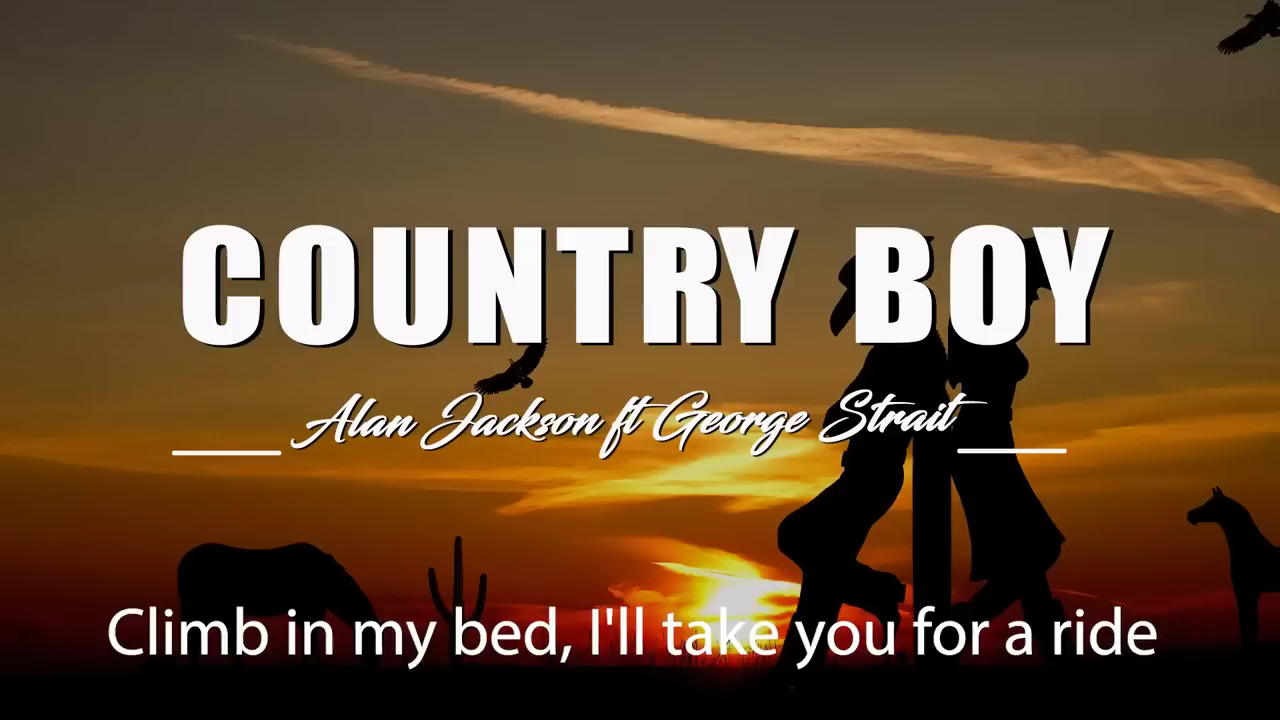 COUNTRY BOY
Alan Jackson ft George Strait
Climb in my bed, I'll take you for a ride